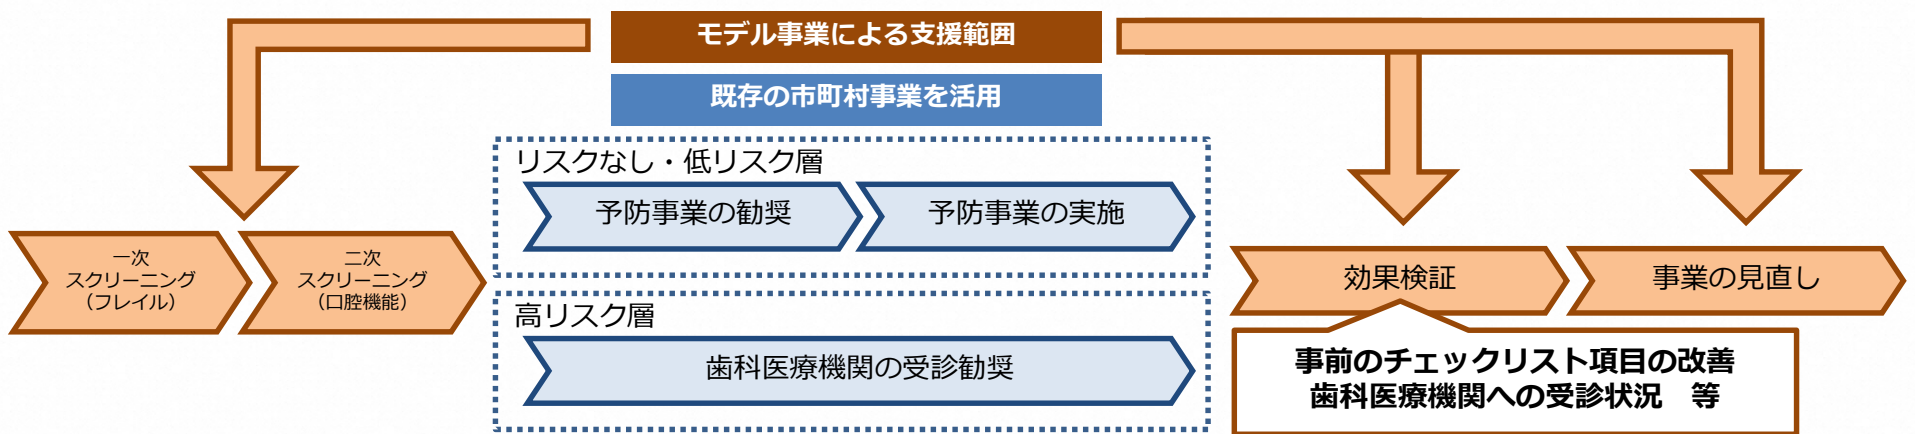 モデル事業による支援範囲
既存の市町村事業を活用
一次
スクリーニング
（フレイル）
二次
スクリーニング
（口腔機能）
リスクなし・低リスク層
予防事業の勧奨
予防事業の実施
高リスク層
歯科医療機関の受診勧奨
効果検証
事業の見直し
事前のチェックリスト項目の改善
歯科医療機関への受診状況　等